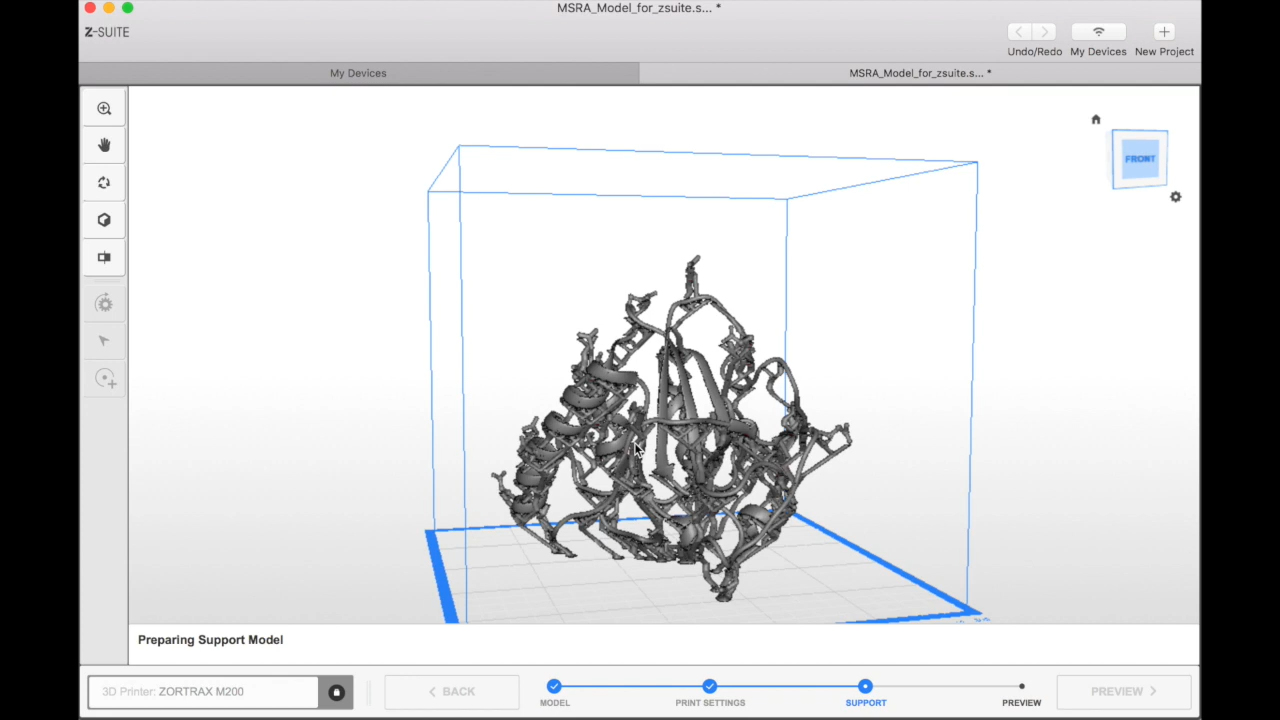 MSRA_Model_for_zsuite.s... *
Z-SUITE
Undo/Redo
My Devices
New Project
My Devices
MSRA_Model_for_zsuite.s... *
FRONT
Preparing Support Model
3D Printer: ZORTRAX M200
BACK
MODEL
PRINT SETTINGS
SUPPORT
PREVIEW
PREVIEW